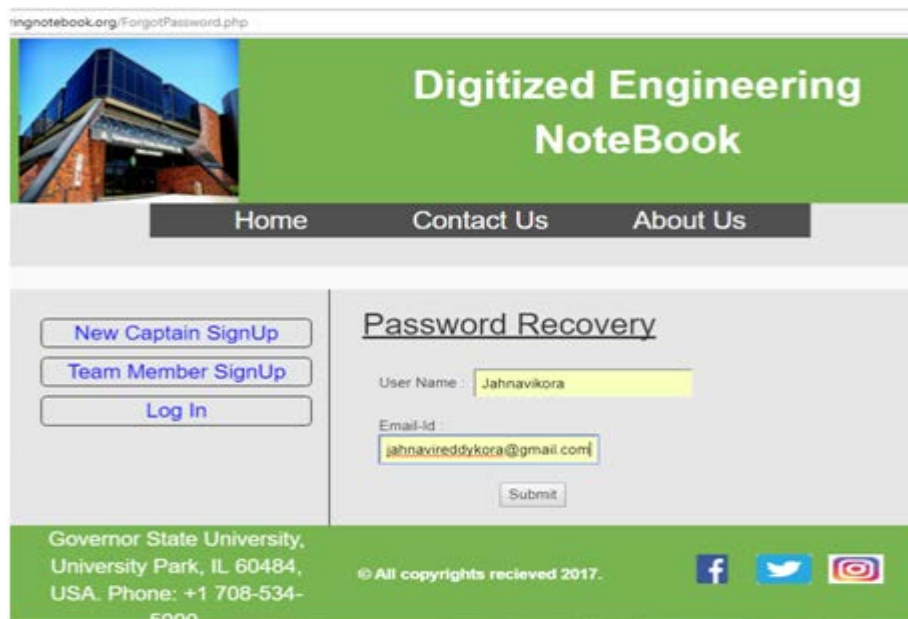 ringnotebook.org/ForgotPassword.php
Digitized Engineering
NoteBook
Home Contact Us About Us
New Captain SignUp
Team Member SignUp
Log In
Password Recovery
User Name : Jahnavikora
Email-Id :
jahnavireddykora@gmail.com
Submit
Governor State University,
University Park, IL 60484,
USA. Phone: +1 708-534-
© All copyrights recieved 2017.